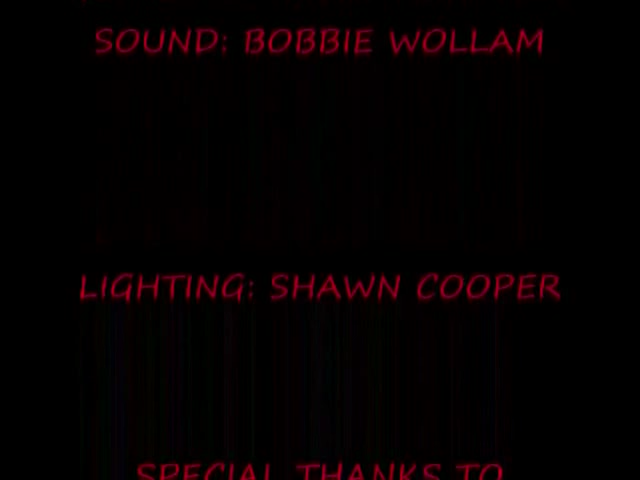 SOUND: BOBBIE WOLLAM
LIGHTING: SHAWN COOPER
SPECIAL THANKS TO